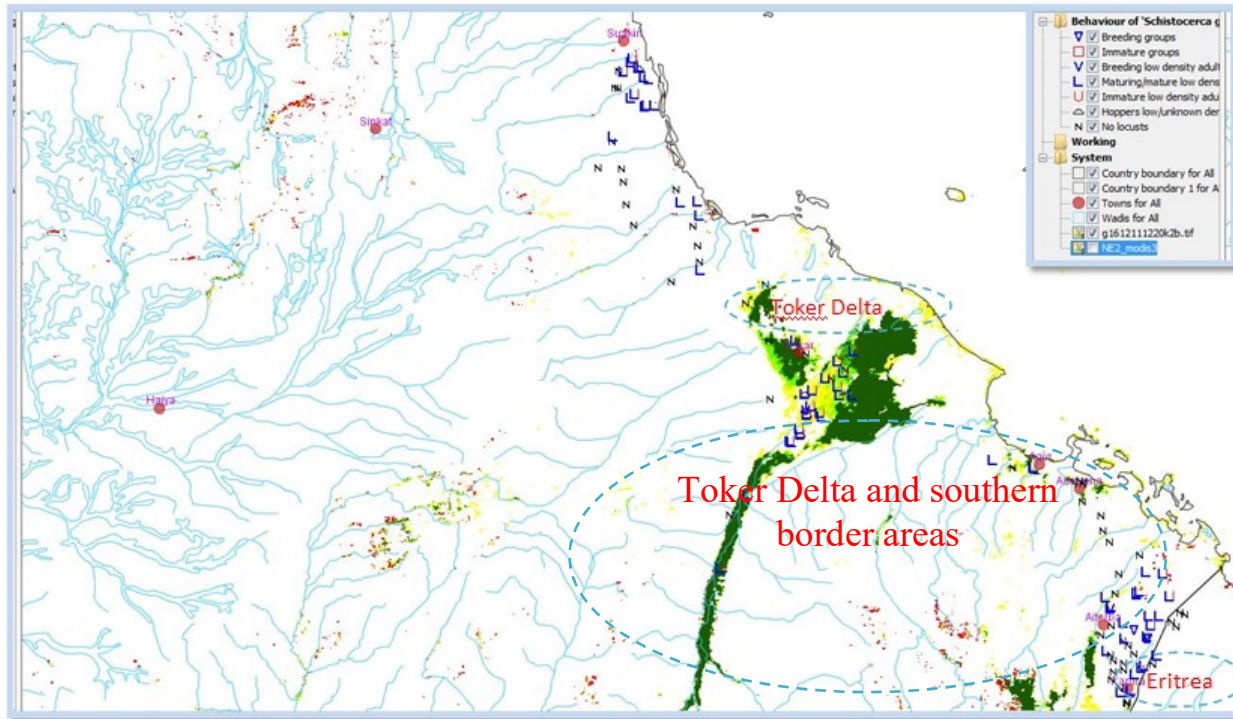 Behaviour of 'Schistocerca g
Breeding groups
Immature groups
Breeding low density adult
Maturing/mature low dens
Immature low density adu
Hoppers low/unknown der
N No locusts
Working
System
Country boundary for All
Country boundary 1 for A
Towns for All
Wadis for All
g1612111220k2b.tif
NE2_modis3
Sinkat
Toker Delta
Haiya
Toker Delta and southern
border areas
Eritrea